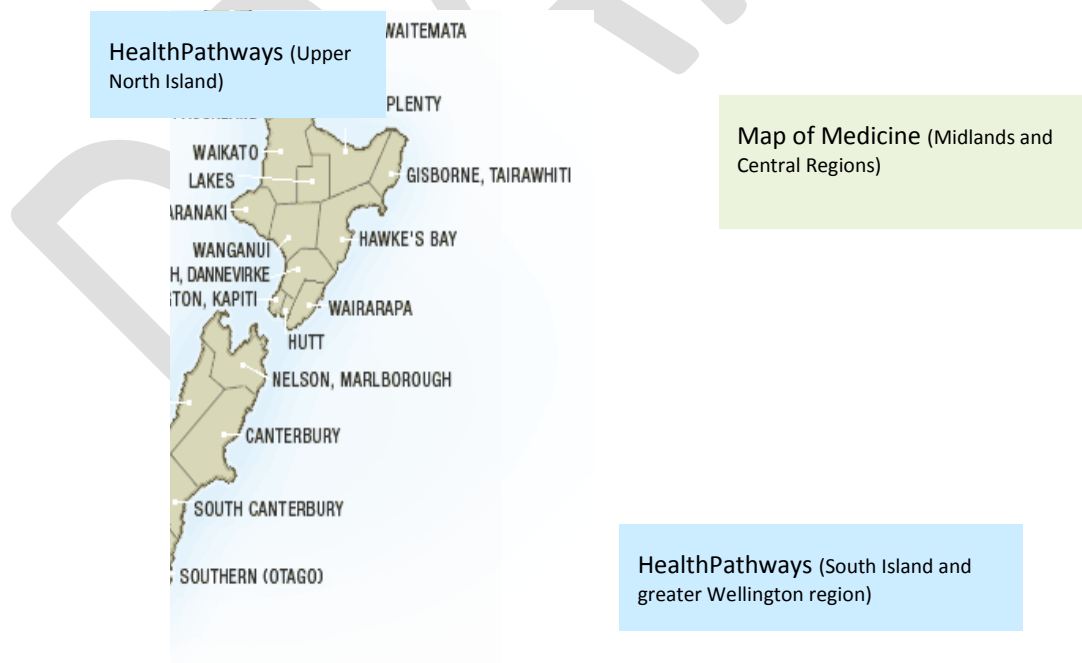 WAITEMATA
HealthPathways (Upper
North Island)
PLENTY
Map of Medicine (Midlands and
Central Regions)
WAIKATO
LAKES
GISBORNE, TAIRAWHITI
ARANAKI
HAWKE'S BAY
WANGANUI
H, DANNEVIRKE
TON, KAPITI
WAIRARAPA
HUTT
NELSON, MARLBOROUGH
CANTERBURY
SOUTH CANTERBURY
SOUTHERN (OTAGO)
HealthPathways (South Island and
greater Wellington region)